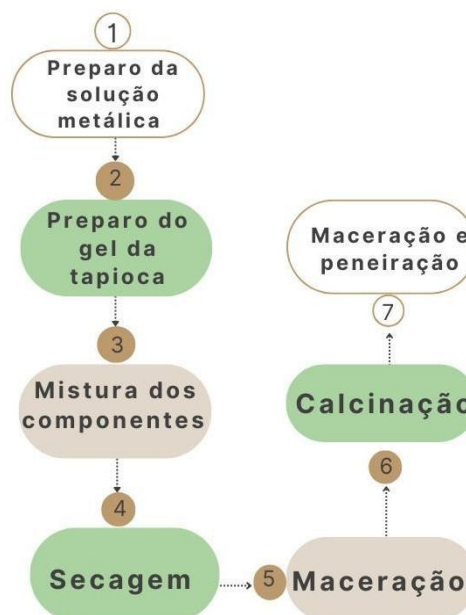 1
Preparo da
solução
metálica
2
Preparo do
gel da
tapioca
3
Mistura dos
componentes
4
Secagem
5
Maceração
6
Calcinação
7
Maceração e
peneiração